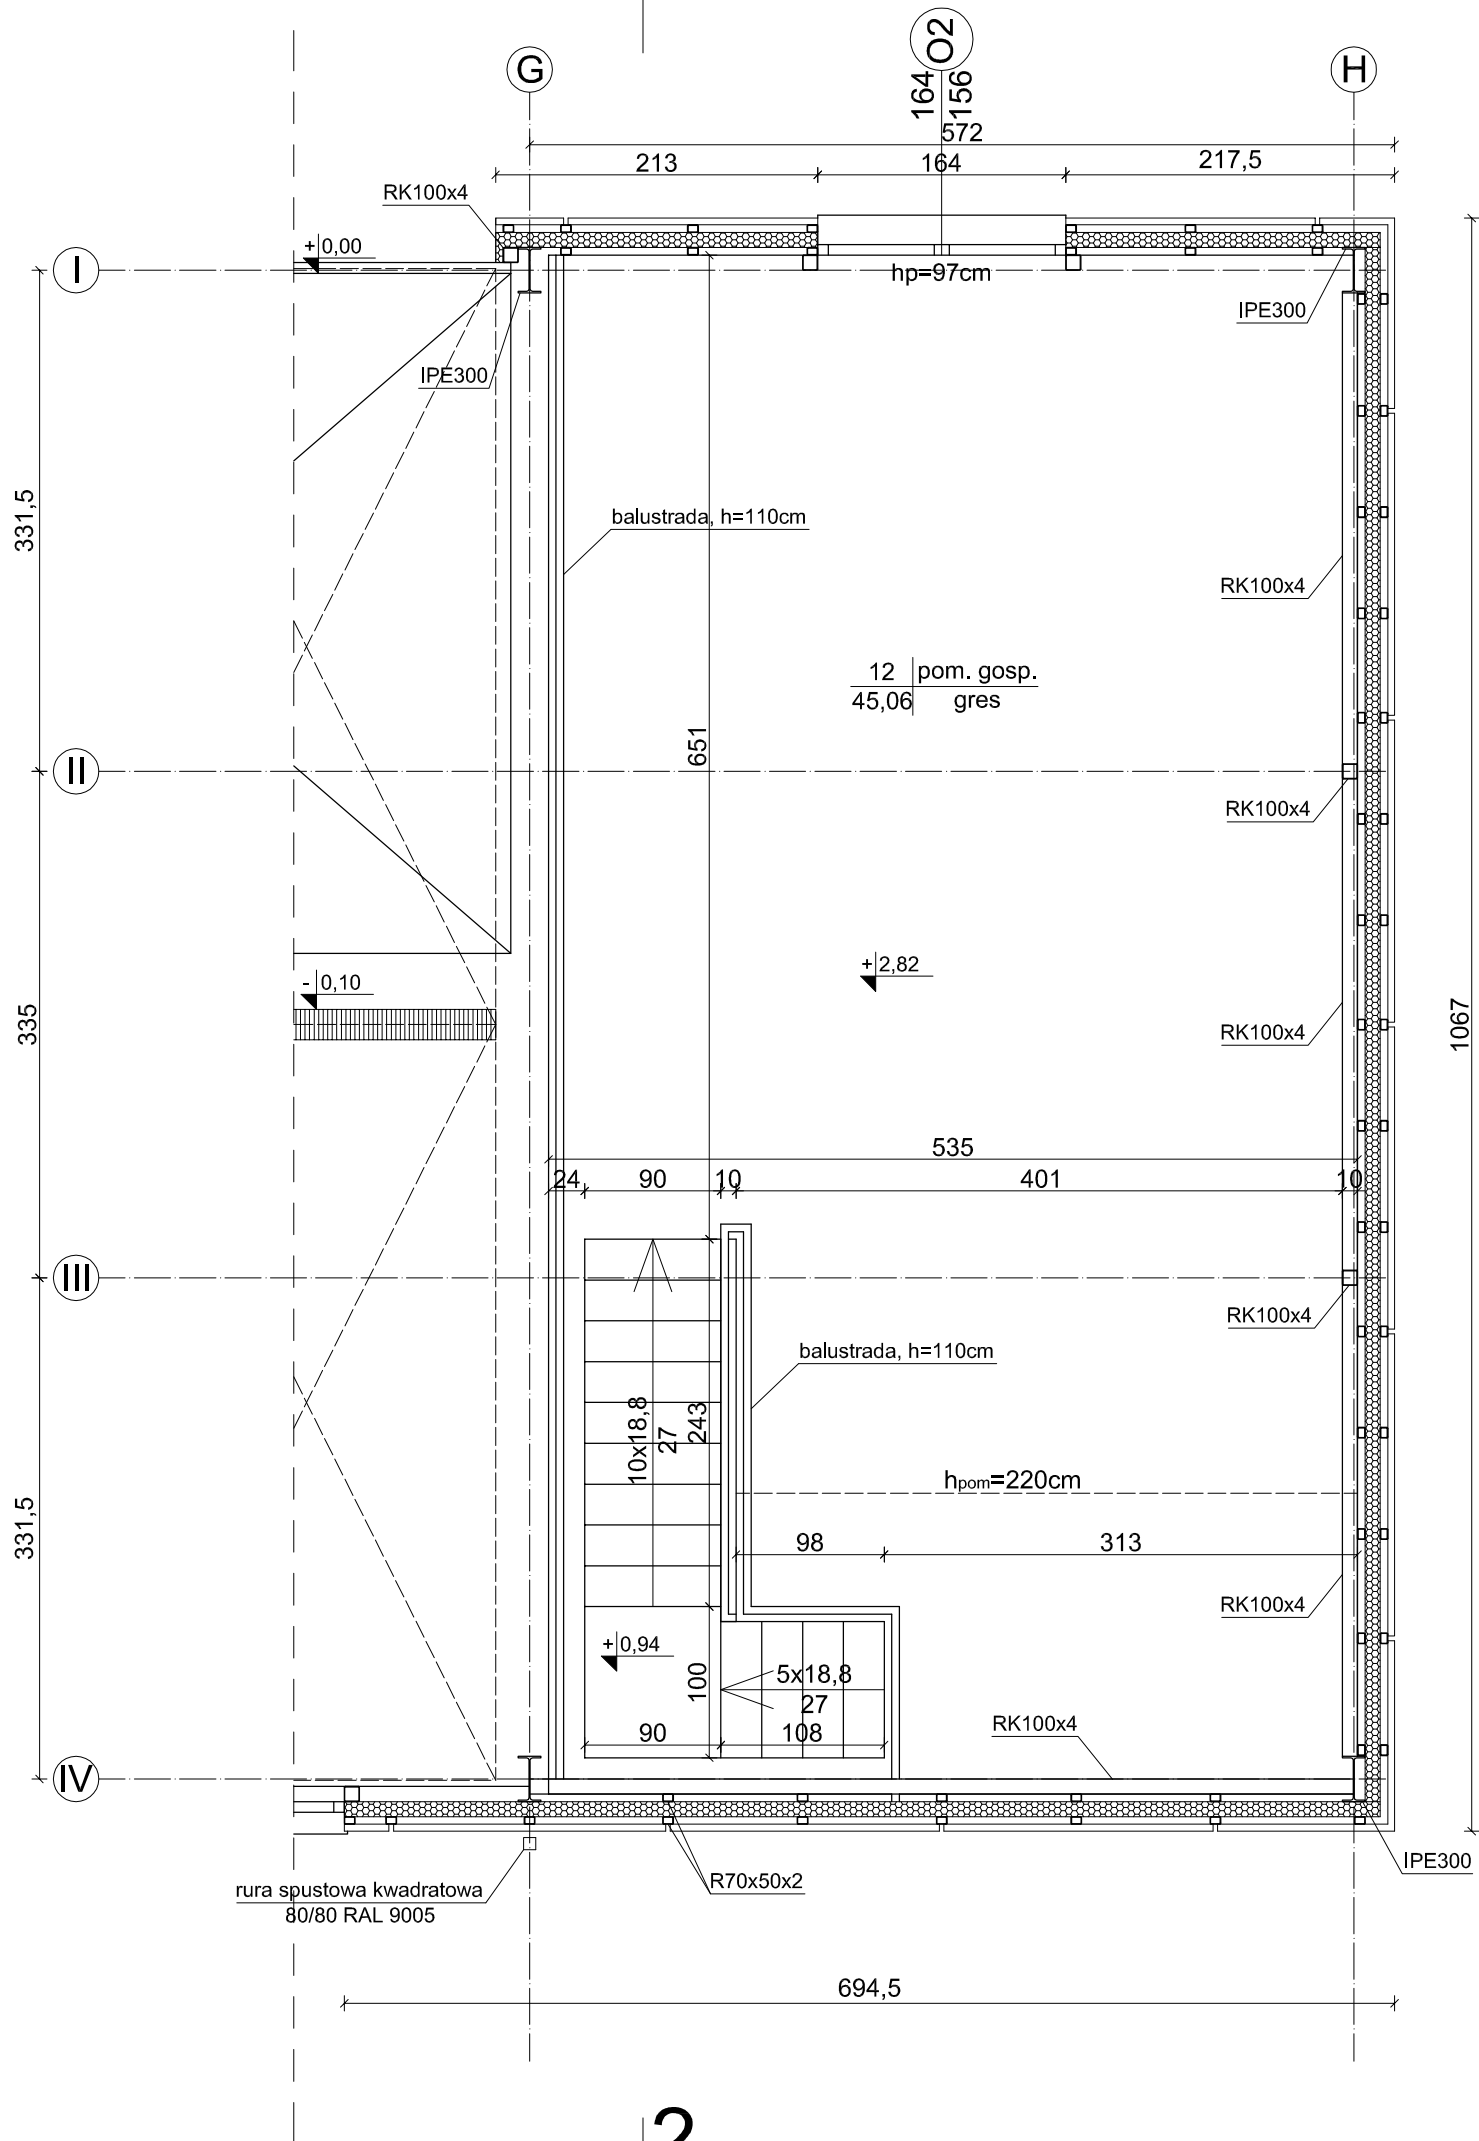 G
O2
H
164
156
572
213
164
217,5
RK100x4
+ 0,00
I
hp=97cm
IPE300
IPE300
331,5
balustrada, h=110cm
RK100x4
12 pom. gosp.
45,06 gres
651
II
RK100x4
+ 2,82
- 0,10
335
RK100x4
1067
535
24
90
10
401
10
III
RK100x4
balustrada, h=110cm
10x18,8
27
243
hpom=220cm
331,5
98
313
RK100x4
+ 0,94
100
5x18,8
27
90
108
RK100x4
IV
IPE300
R70x50x2
rura spustowa kwadratowa
80/80 RAL 9005
694,5